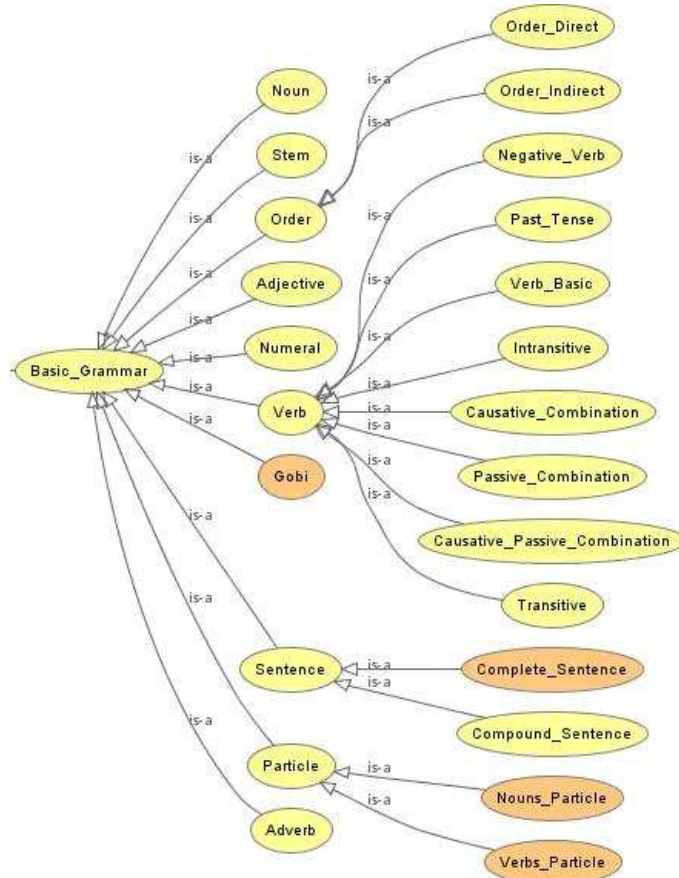 Order_Direct
is-a
Noun
is-a
Order_Indirect
is-a
Stem
is-a
Negative_Verb
is-a
Order
is-a
Past_Tense
is-a
Adjective
is-a
Verb_Basic
is-a
Numeral
is-a
Intransitive
is-a
Basic_Grammar
is-a
Verb
is-a
Causative_Combination
is-a
is-a
Gobi
is-a
Passive_Combination
is-a
is-a
Causative_Passive_Combination
Transitive
Sentence
is-a
Complete_Sentence
is-a
Compound_Sentence
is-a
Particle
is-a
Nouns_Particle
is-a
Adverb
Verbs_Particle